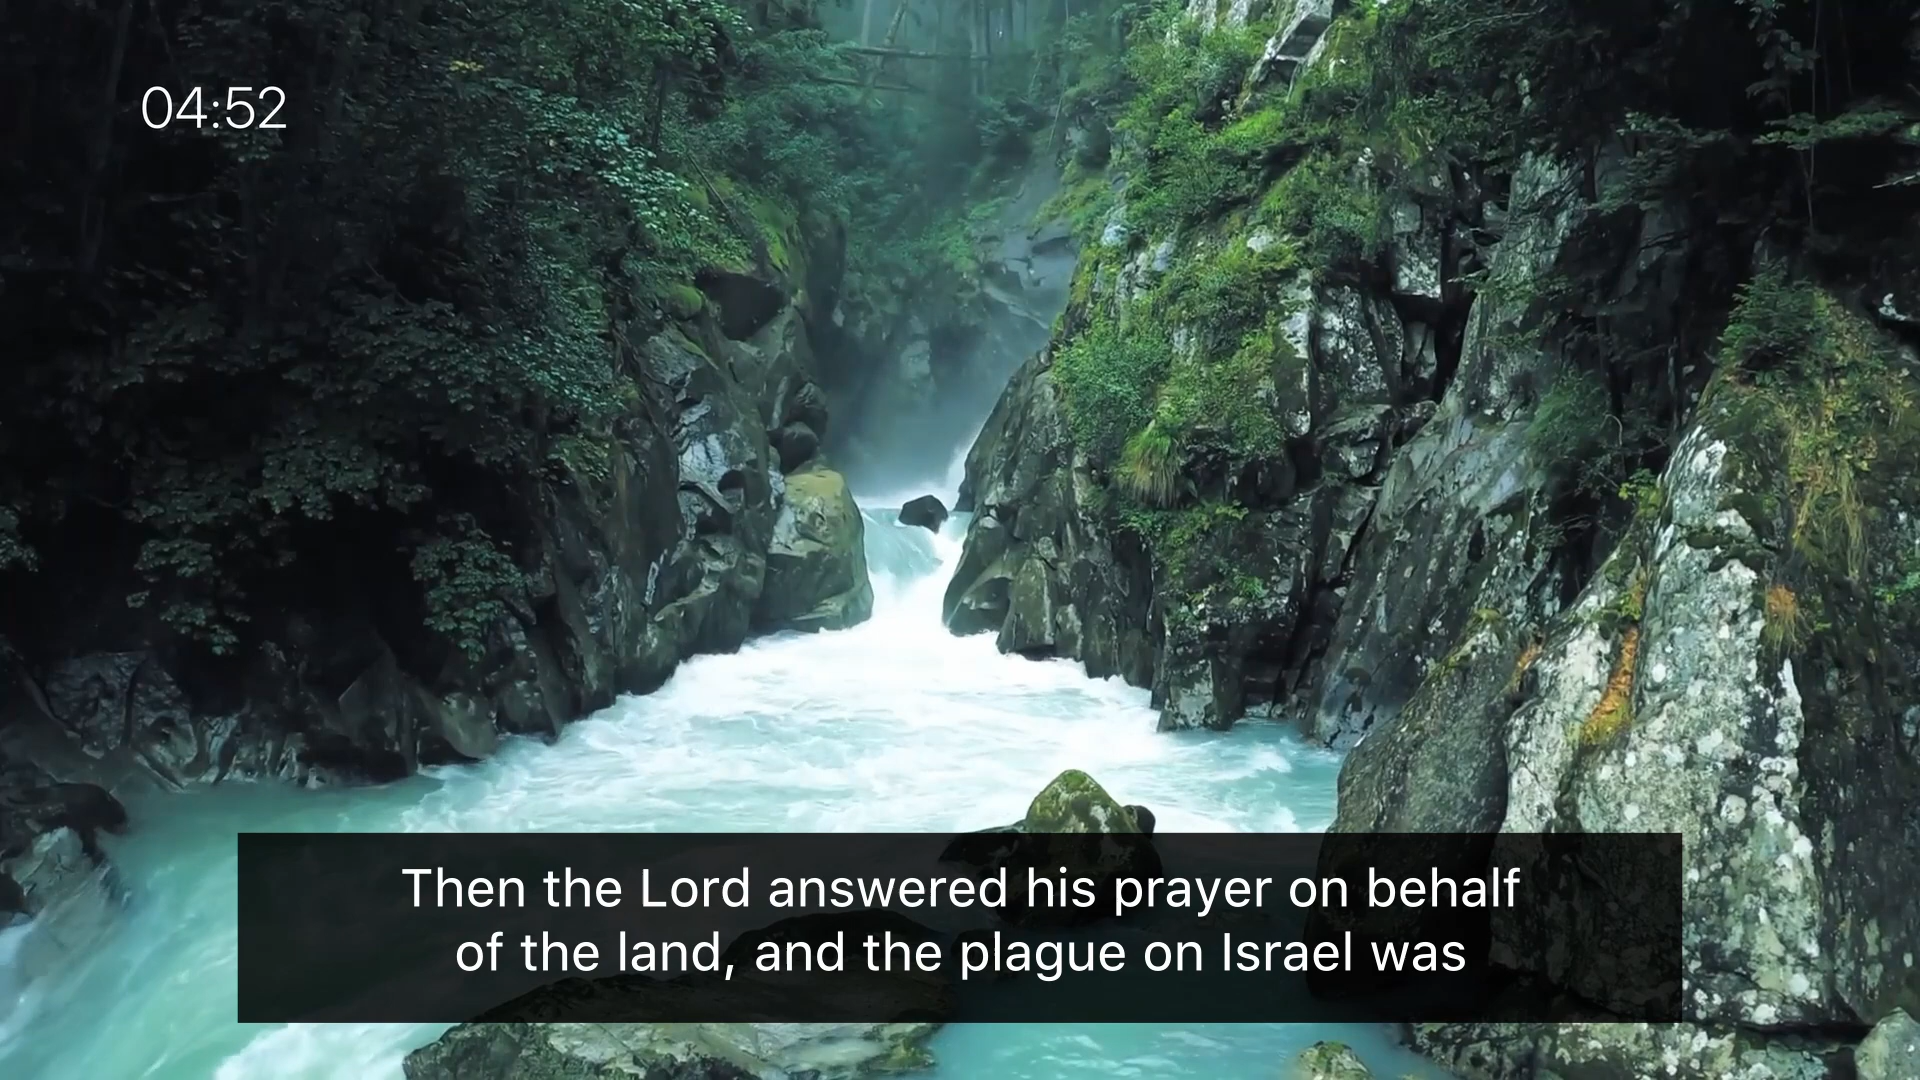 04:52
Then the Lord answered his prayer on behalf
of the land, and the plague on Israel was